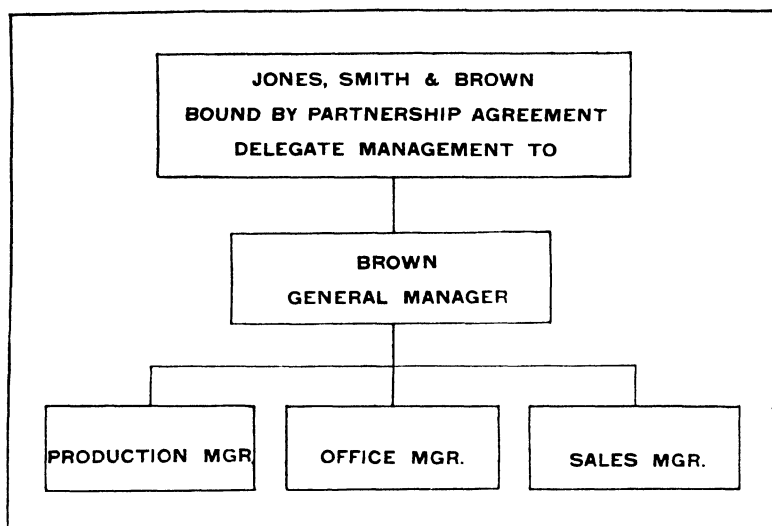 JONES, SMITH & BROWN
BOUND BY PARTNERSHIP AGREEMENT
DELEGATE MANAGEMENT TO
BROWN
GENERAL MANAGER
PRODUCTION MGR
OFFICE MGR.
SALES MGR.